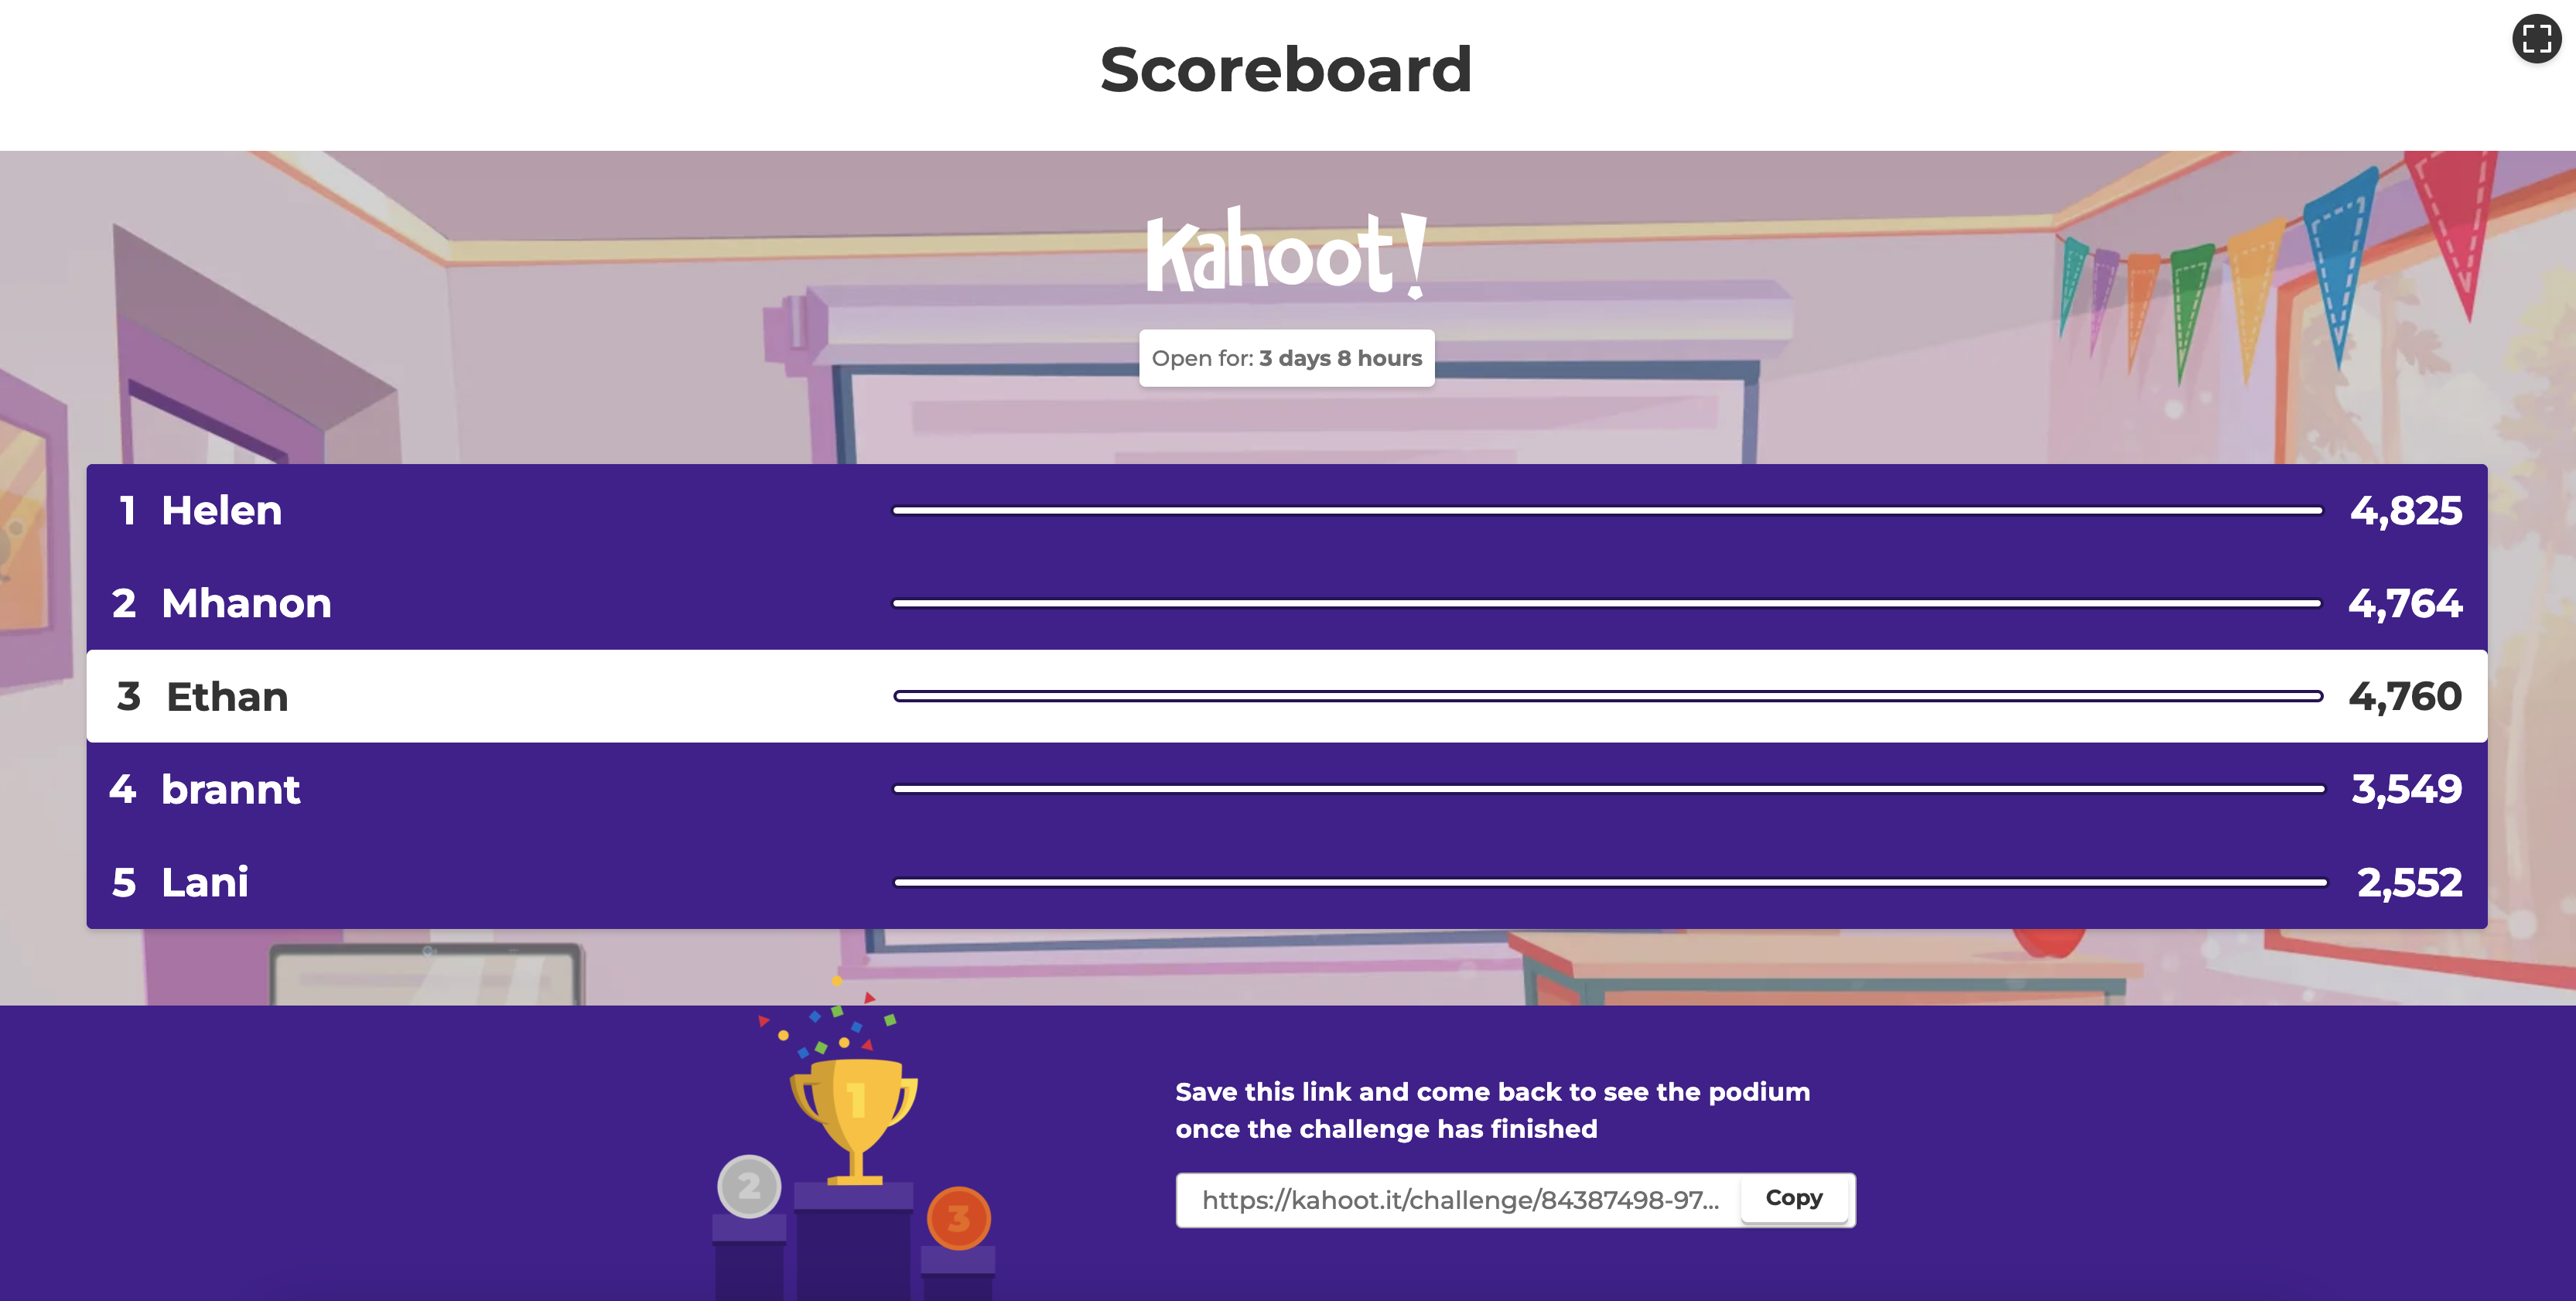 Scoreboard
Kahoot!
Open for: 3 days 8 hours
1 Helen 4,825
2 Mhanon 4,764
3 Ethan 4,760
4 brannt 3,549
5 Lani 2,552
1
2
3
Save this link and come back to see the podium
once the challenge has finished
https://kahoot.it/challenge/84387498-97... Copy